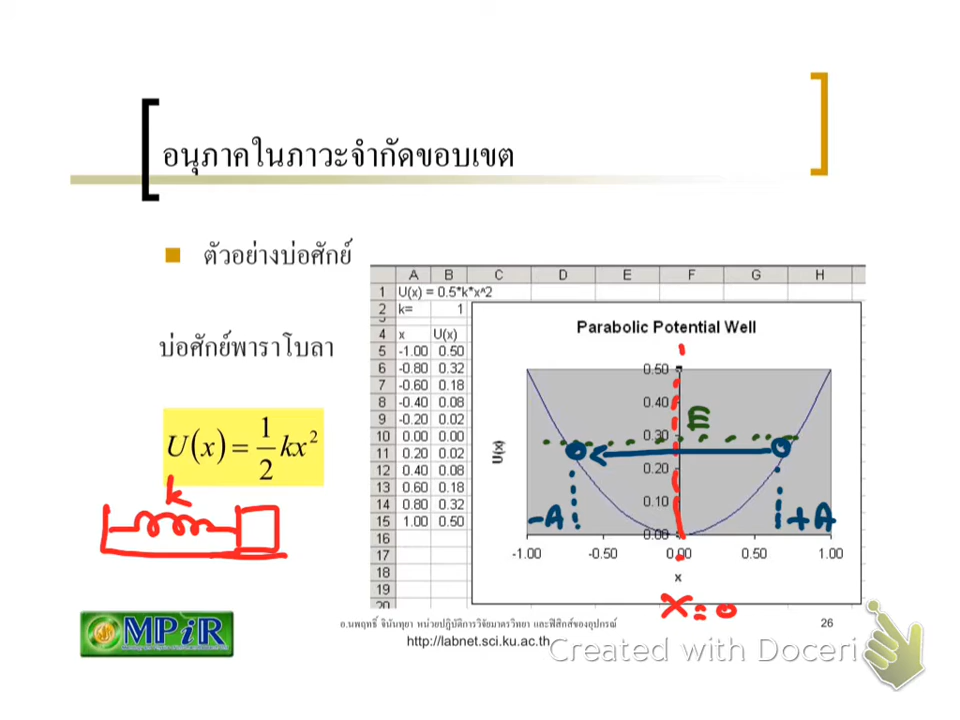 อนุภาคในภาวะจำกัดขอบเขต
ตัวอย่างบ่อศักย์
บ่อศักย์พาราโบลา
U(x) = 1/2 kx²
k
A B C D E F G H
1 U(x) = 0.5*k*x^2
2 k= 1
3
4 x U(x)
5 -1.00 0.50
6 -0.80 0.32
7 -0.60 0.18
8 -0.40 0.08
9 -0.20 0.02
10 0.00 0.00
11 0.20 0.02
12 0.40 0.08
13 0.60 0.18
14 0.80 0.32
15 1.00 0.50
16
17
18
19
20
Parabolic Potential Well
0.50
0.40
E
0.30
0.20
0.10
0.00
U(x)
-A +A
-1.00 -0.50 0.00 0.50 1.00
x
x=0
MPiR
อ.นพฤทธิ์ จินันทุยา หน่วยปฏิบัติการวิจัยมาตรวิทยา และฟิสิกส์ของอุปกรณ์
26
http://labnet.sci.ku.ac.th
Created with Doceri